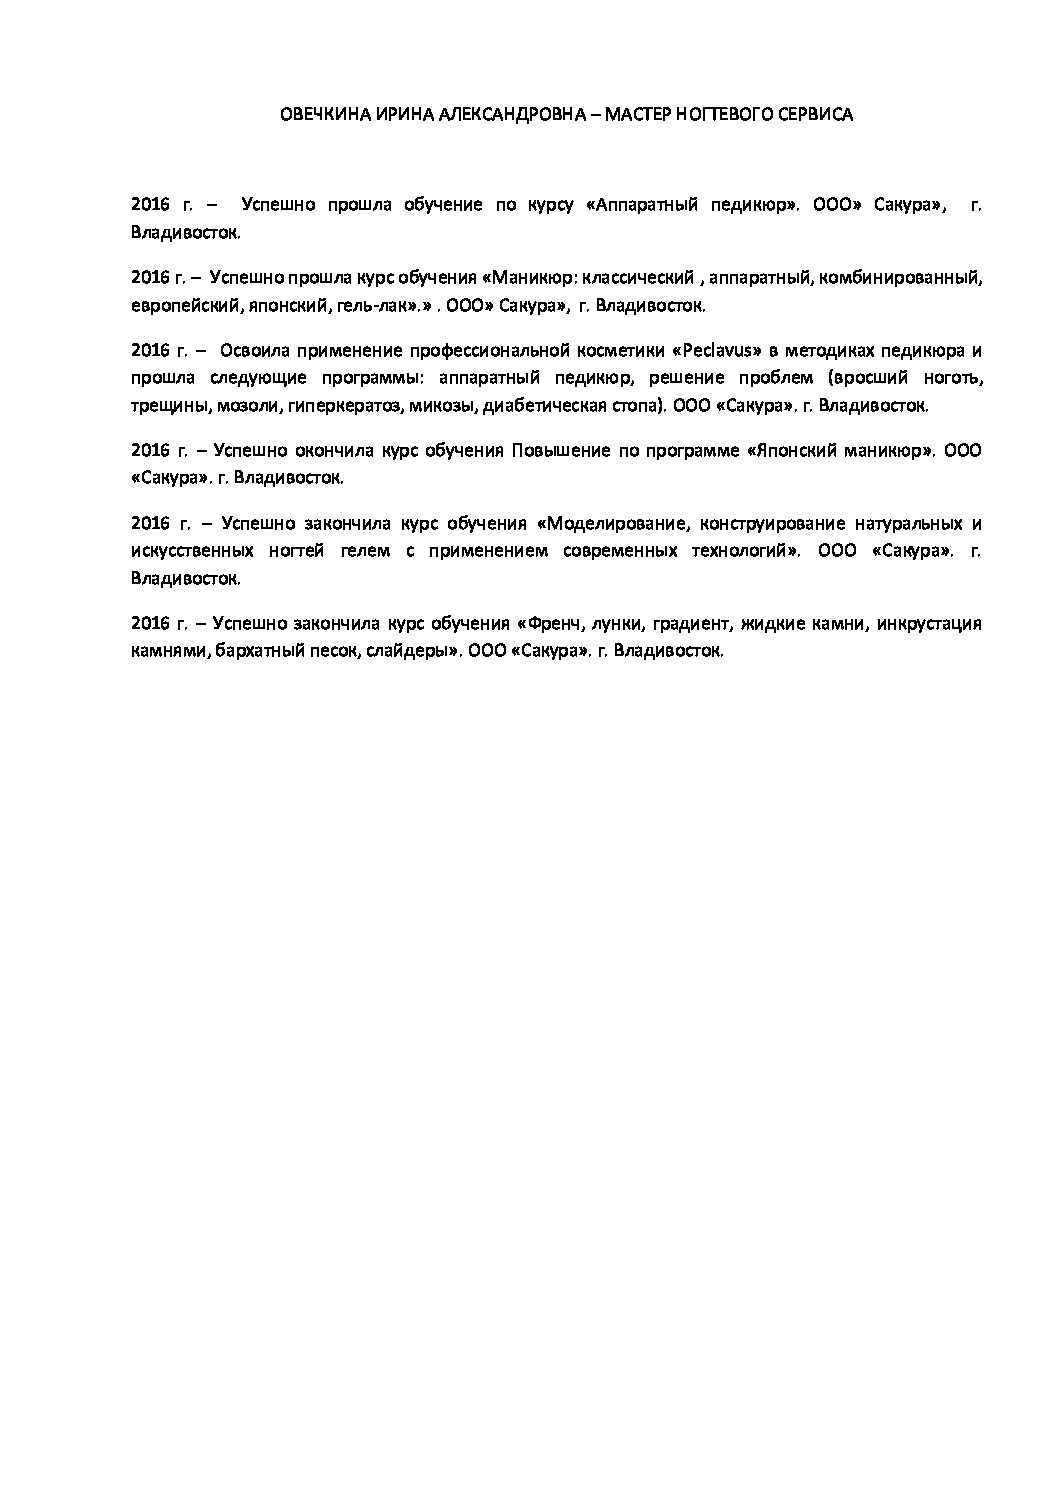 ОВЕЧКИНА ИРИНА АЛЕКСАНДРОВНА – МАСТЕР НОГТЕВОГО СЕРВИСА
2016 г. – Успешно прошла обучение по курсу «Аппаратный педикюр». ООО» Сакура», г.
Владивосток.
2016 г. – Успешно прошла курс обучения «Маникюр: классический , аппаратный, комбинированный,
европейский, японский, гель-лак».» . ООО» Сакура», г. Владивосток.
2016 г. – Освоила применение профессиональной косметики «Peclavus» в методиках педикюра и
прошла следующие программы: аппаратный педикюр, решение проблем (вросший ноготь,
трещины, мозоли, гиперкератоз, микозы, диабетическая стопа). ООО «Сакура». г. Владивосток.
2016 г. – Успешно окончила курс обучения Повышение по программе «Японский маникюр». ООО
«Сакура». г. Владивосток.
2016 г. – Успешно закончила курс обучения «Моделирование, конструирование натуральных и
искусственных ногтей гелем с применением современных технологий». ООО «Сакура». г.
Владивосток.
2016 г. – Успешно закончила курс обучения «Френч, лунки, градиент, жидкие камни, инкрустация
камнями, бархатный песок, слайдеры». ООО «Сакура». г. Владивосток.